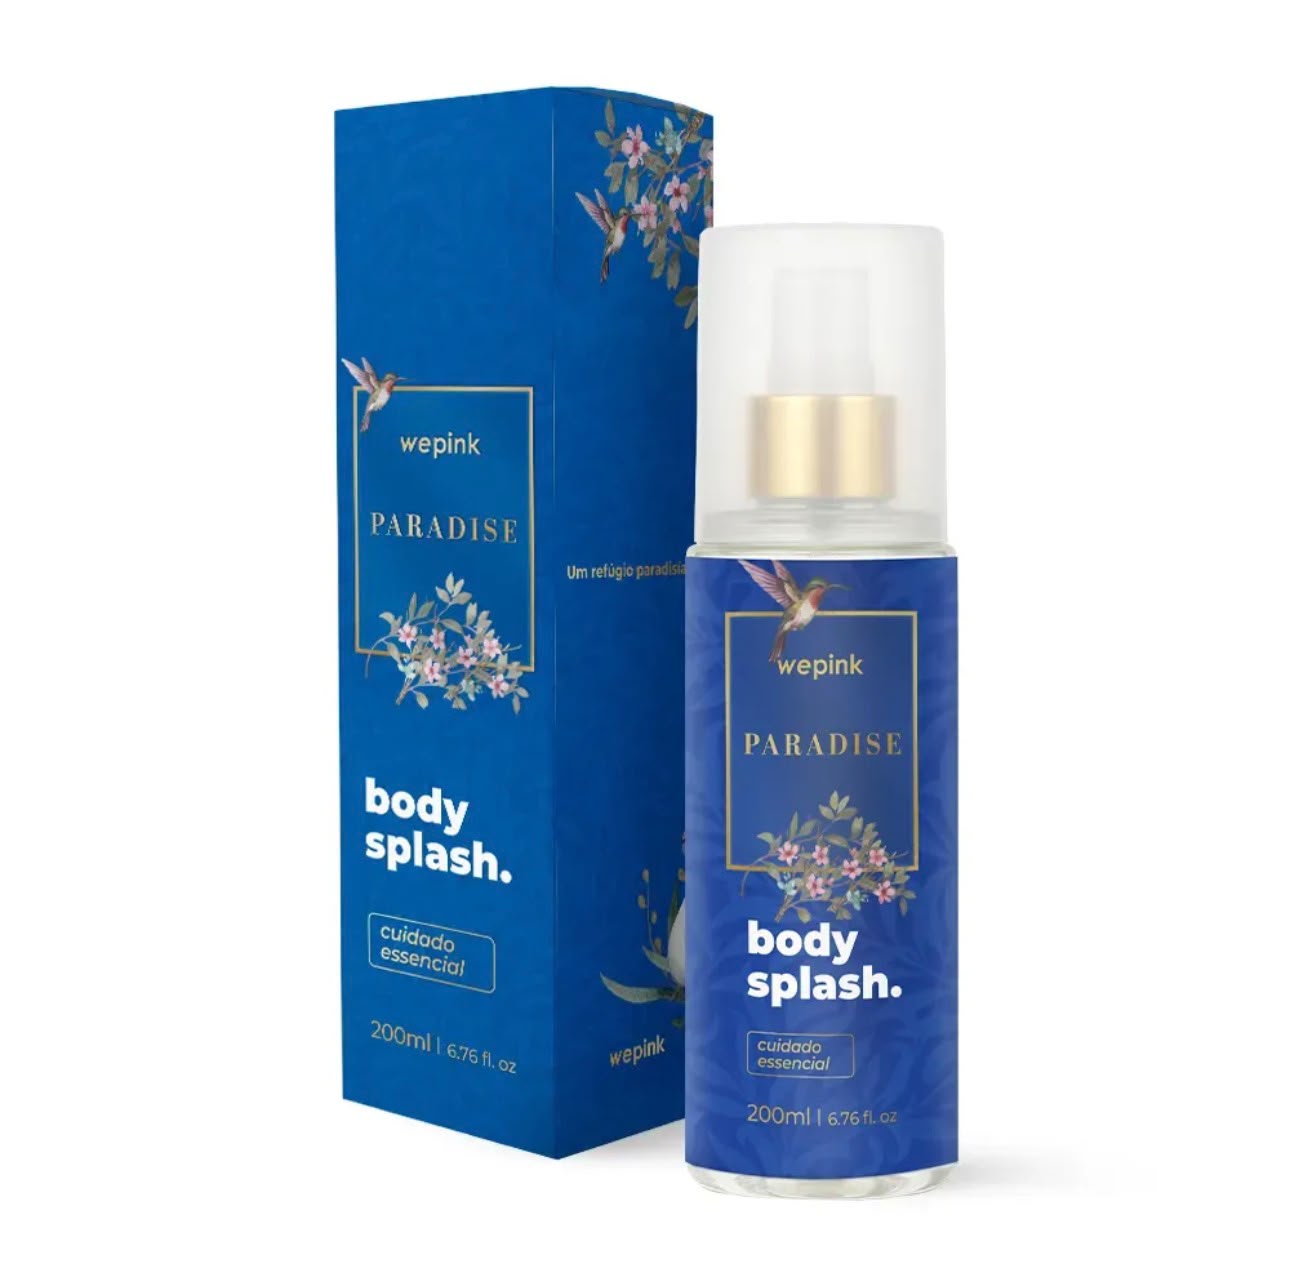 wepink
PARADISE
body
splash.
cuidado
essencial
200ml | 6.76 fl. oz
Um refúgio
wepink
wepink
PARADISE
body
splash.
cuidado
essencial
200ml | 6.76 fl. oz